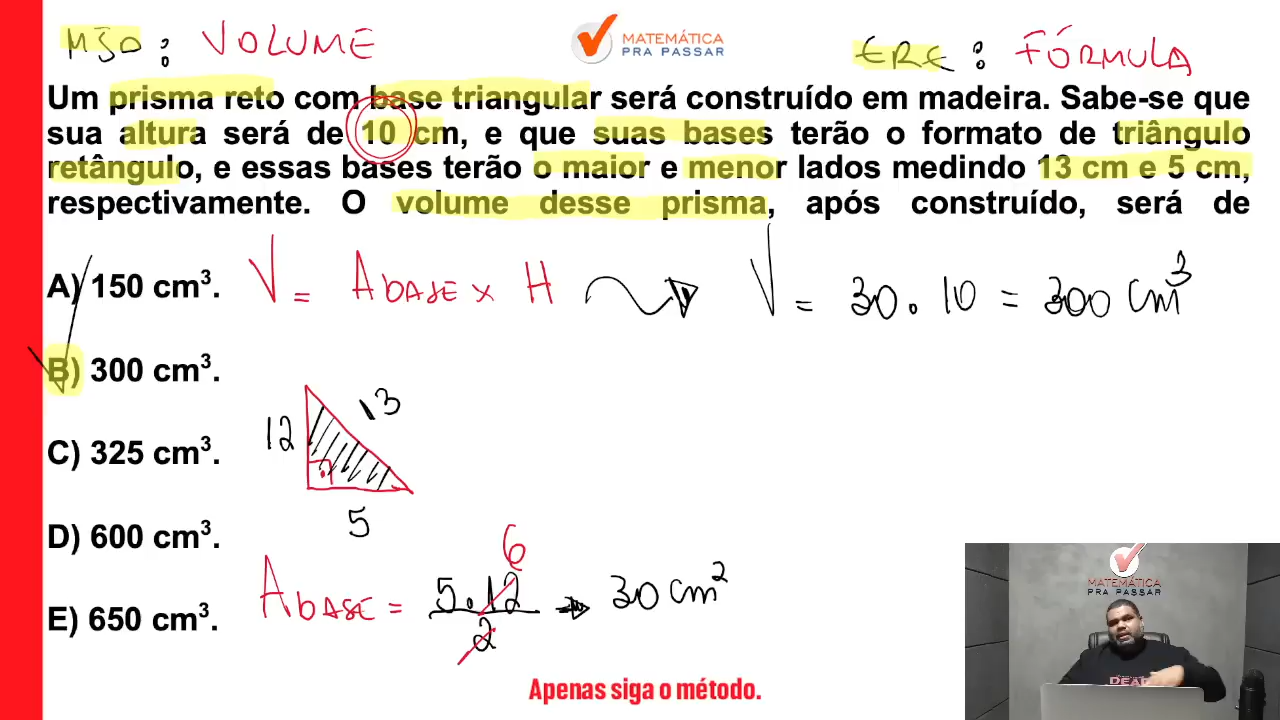 MJO : VOLUME
MATEMÁTICA
PRA PASSAR
ERE : FÓRMULA
Um prisma reto com base triangular será construído em madeira. Sabe-se que
sua altura será de 10 cm, e que suas bases terão o formato de triângulo
retângulo, e essas bases terão o maior e menor lados medindo 13 cm e 5 cm,
respectivamente. O volume desse prisma, após construído, será de
A) 150 cm³.
V = ABASE x H
V = 30 . 10 = 300 cm³
B) 300 cm³.
12
13
C) 325 cm³.
5
D) 600 cm³.
6
ABASE = 5.12
2
30 cm²
E) 650 cm³.
MATEMÁTICA
PRA PASSAR
DEAD
Apenas siga o método.